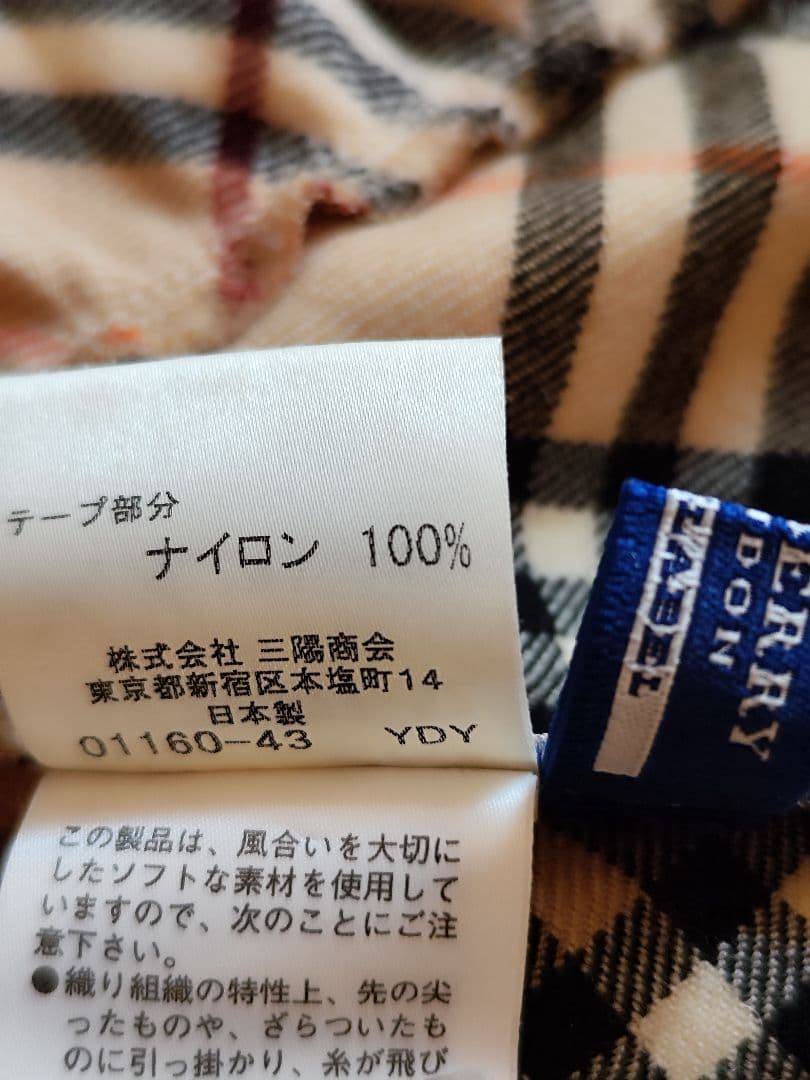 テープ部分
ナイロン 100%
株式会社 三陽商会
東京都新宿区本塩町14
日本製
01160-43 YDY
この製品は、風合いを大切に
したソフトな素材を使用して
いますので、次のことにご注
意下さい。
●織り組織の特性上、先の尖
ったものや、ざらついたも
のに引っ掛かり、糸が飛び
ERRY
DON
LABEL